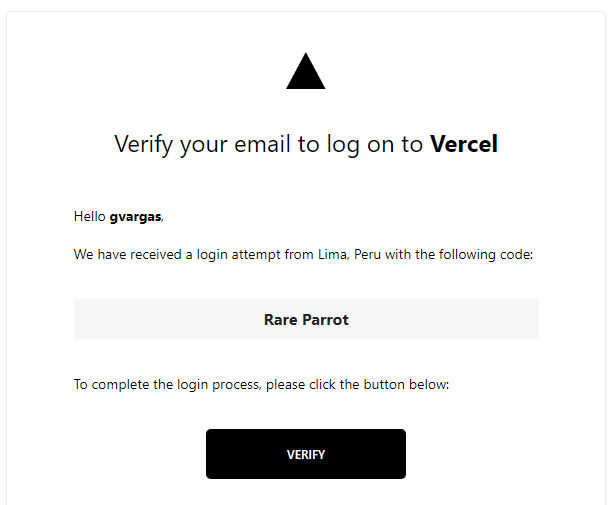 Verify your email to log on to Vercel
Hello gvargas,
We have received a login attempt from Lima, Peru with the following code:
Rare Parrot
To complete the login process, please click the button below:
VERIFY